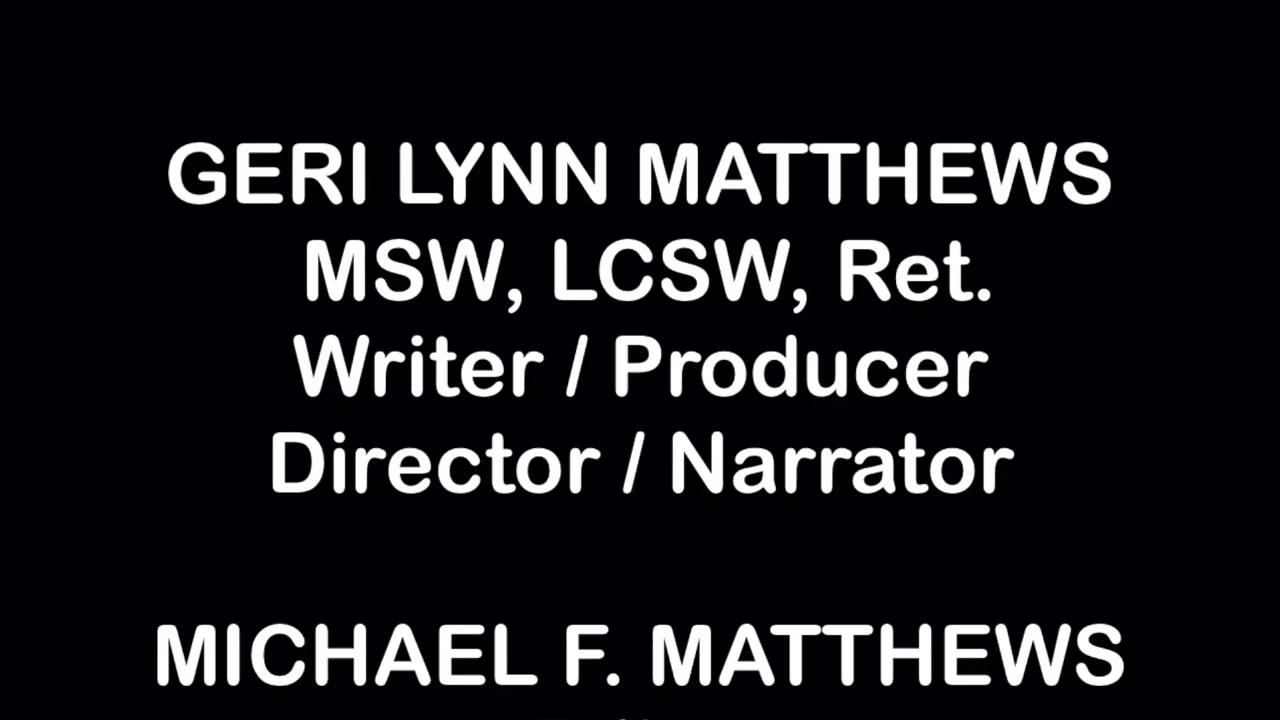 GERI LYNN MATTHEWS
MSW, LCSW, Ret.
Writer / Producer
Director / Narrator
MICHAEL F. MATTHEWS